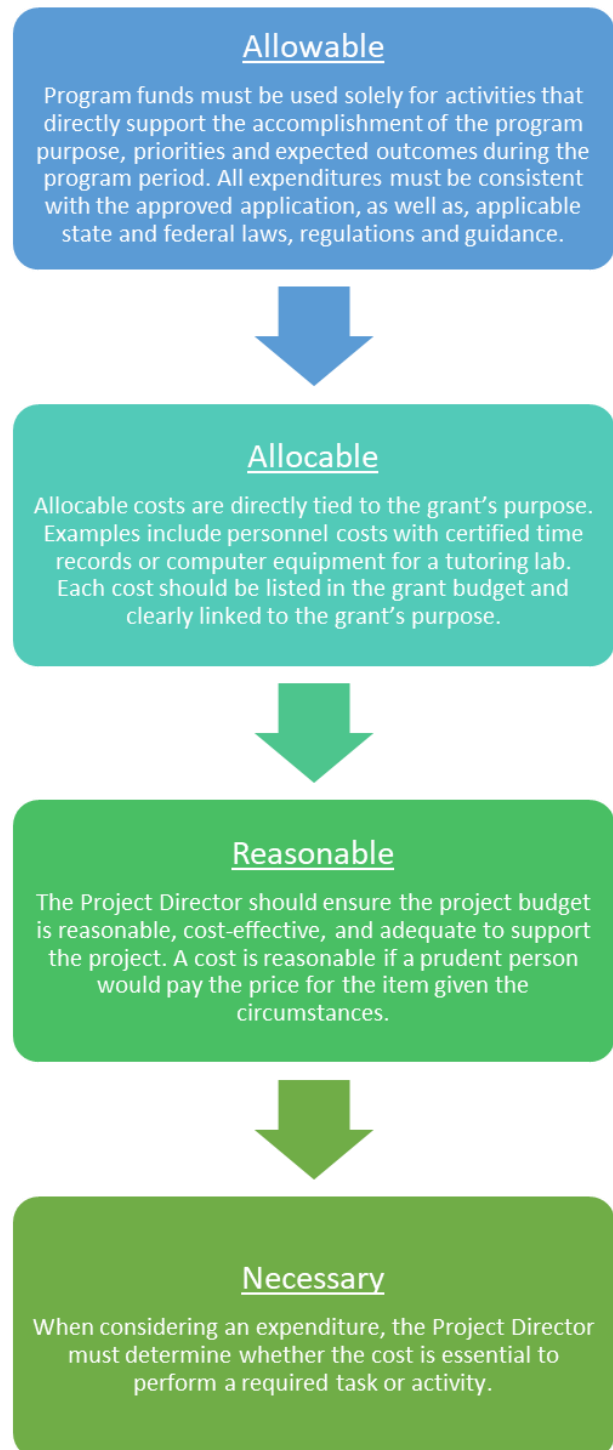 Allowable
Program funds must be used solely for activities that
directly support the accomplishment of the program
purpose, priorities and expected outcomes during the
program period. All expenditures must be consistent
with the approved application, as well as, applicable
state and federal laws, regulations and guidance.
Allocable
Allocable costs are directly tied to the grant’s purpose.
Examples include personnel costs with certified time
records or computer equipment for a tutoring lab.
Each cost should be listed in the grant budget and
clearly linked to the grant’s purpose.
Reasonable
The Project Director should ensure the project budget
is reasonable, cost-effective, and adequate to support
the project. A cost is reasonable if a prudent person
would pay the price for the item given the
circumstances.
Necessary
When considering an expenditure, the Project Director
must determine whether the cost is essential to
perform a required task or activity.